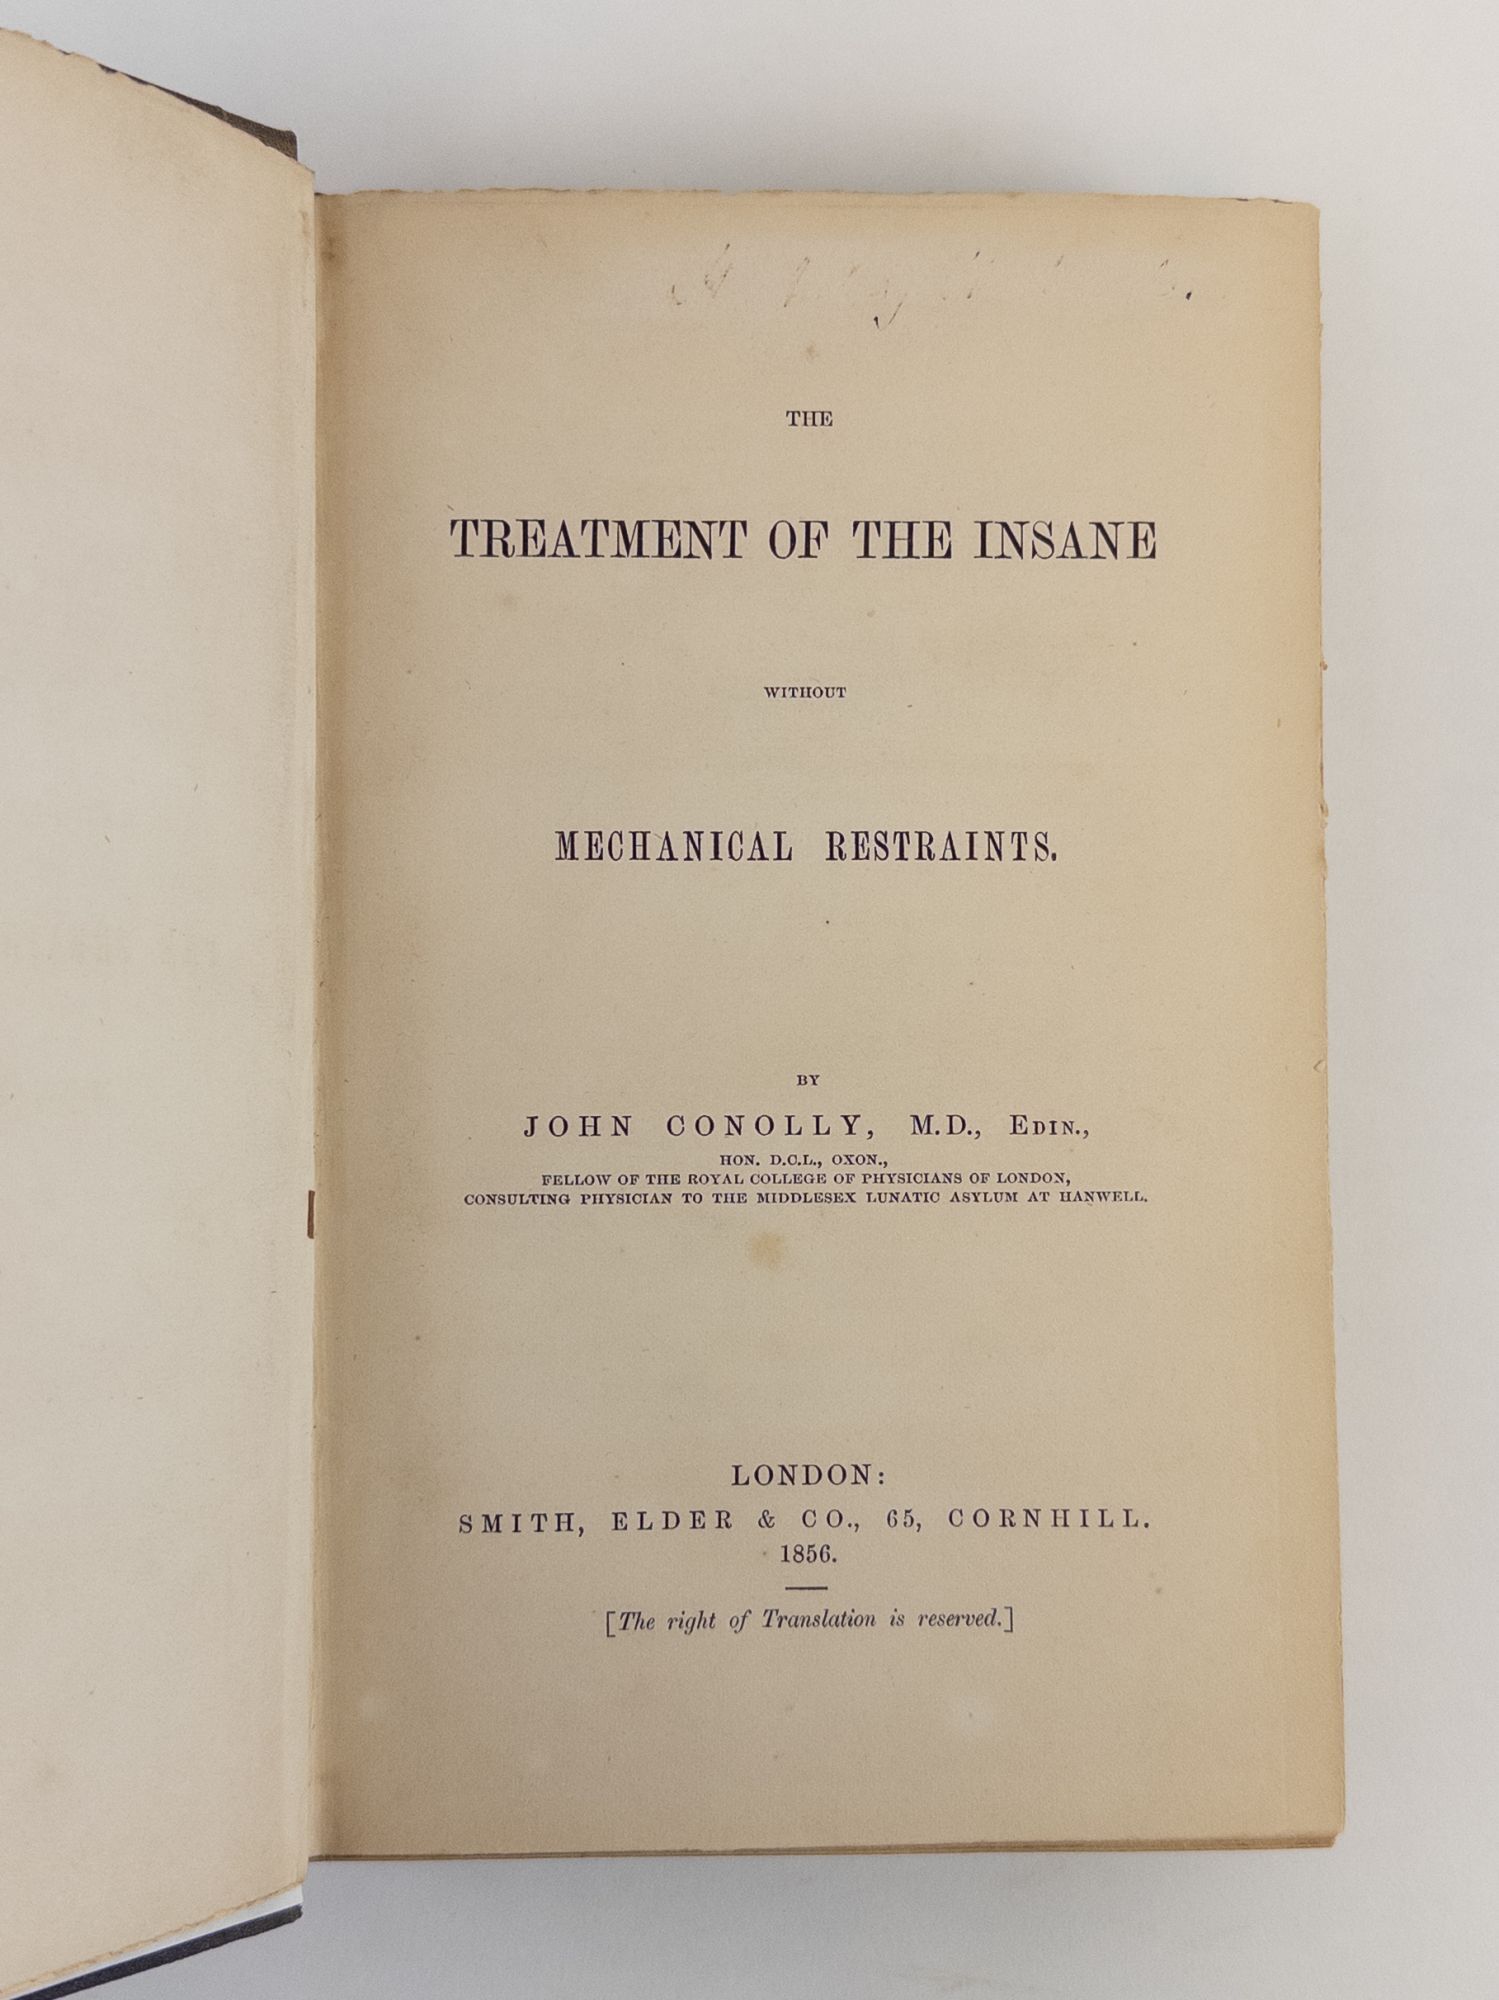 THE
TREATMENT OF THE INSANE
WITHOUT
MECHANICAL RESTRAINTS.
BY
JOHN CONOLLY, M.D., EDIN.,
HON. D.C.L., OXON.,
FELLOW OF THE ROYAL COLLEGE OF PHYSICIANS OF LONDON,
CONSULTING PHYSICIAN TO THE MIDDLESEX LUNATIC ASYLUM AT HANWELL.
LONDON:
SMITH, ELDER & CO., 65, CORNHILL.
1856.
[The right of Translation is reserved.]